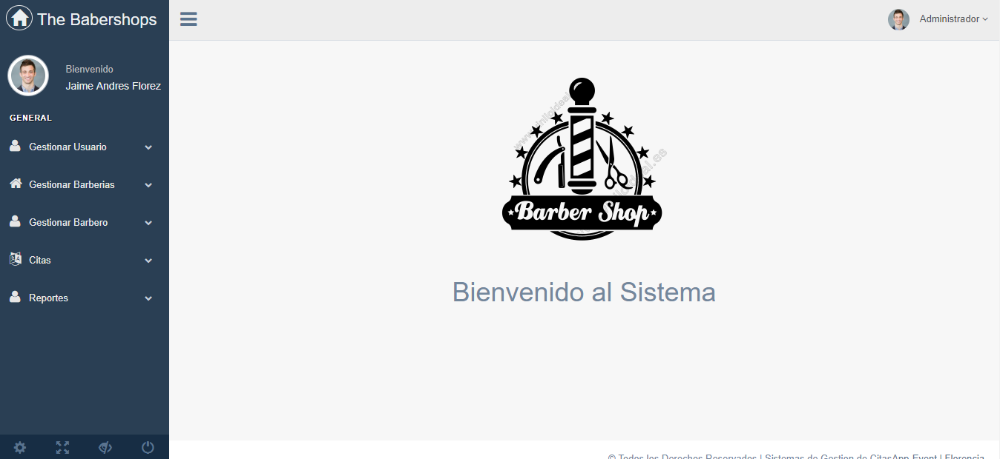 The Babershops
Administrador
Bienvenido
Jaime Andres Florez
GENERAL
Gestionar Usuario
Gestionar Barberias
Gestionar Barbero
Citas
Reportes
Barber Shop
Bienvenido al Sistema
© Todos los Derechos Reservados | Sistemas de Gestion de CitasApp Event | Florencia